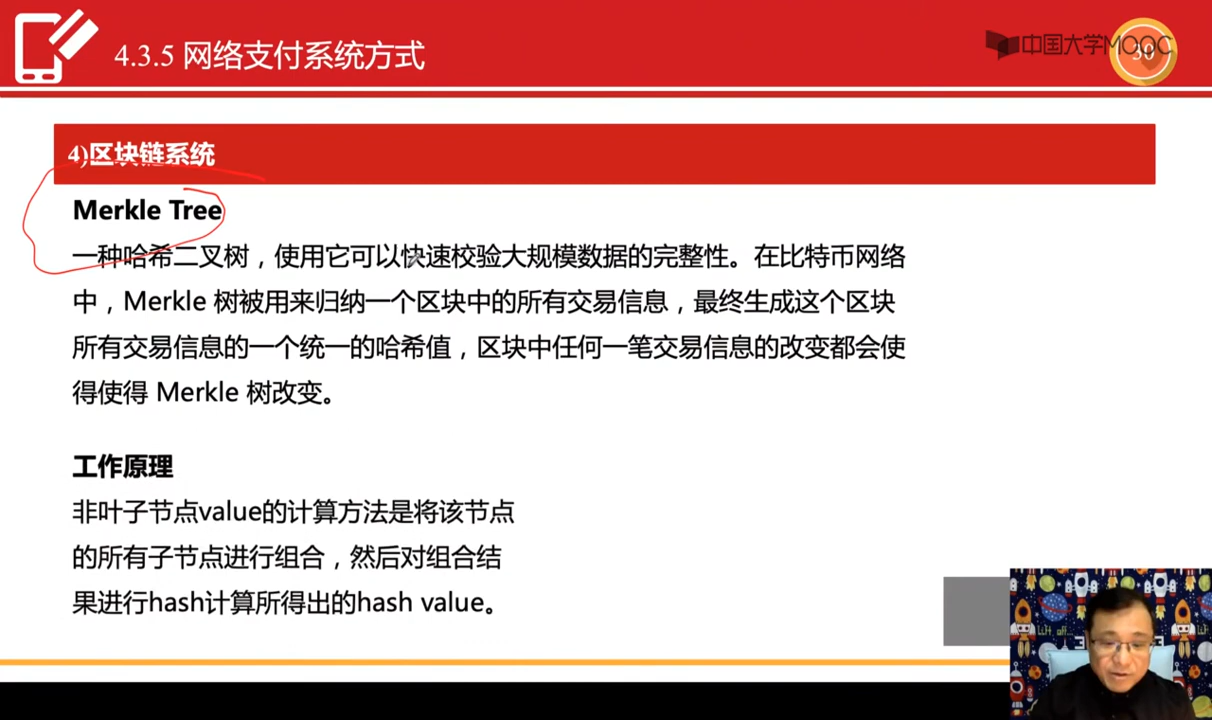 4.3.5 网络支付系统方式
中国大学MOOC
30
4)区块链系统
Merkle Tree
一种哈希二叉树，使用它可以快速校验大规模数据的完整性。在比特币网络
中，Merkle 树被用来归纳一个区块中的所有交易信息，最终生成这个区块
所有交易信息的一个统一的哈希值，区块中任何一笔交易信息的改变都会使
得使得 Merkle 树改变。
工作原理
非叶子节点value的计算方法是将该节点
的所有子节点进行组合，然后对组合结
果进行hash计算所得出的hash value。